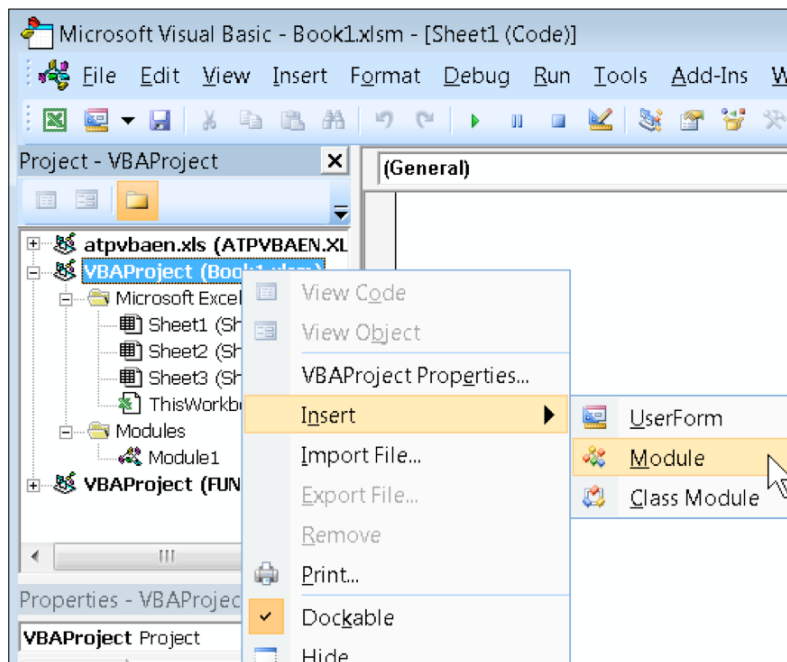 Microsoft Visual Basic - Book1.xlsm - [Sheet1 (Code)]
File Edit View Insert Format Debug Run Tools Add-Ins W
Project - VBAProject
(General)
atpvbaen.xls (ATPVBAEN.XL
VBAProject (Book1.xlsm)
Microsoft Excel
Sheet1 (Sh
Sheet2 (Sh
Sheet3 (Sh
ThisWorkb
Modules
Module1
VBAProject (FUN
View Code
View Object
VBAProject Properties...
Insert
Import File...
Export File...
Remove
Print...
Dockable
Hide
UserForm
Module
Class Module
Properties - VBAProjec
VBAProject Project